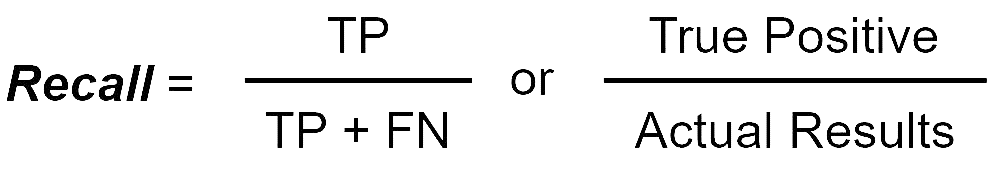 Recall = TP / TP + FN or True Positive / Actual Results